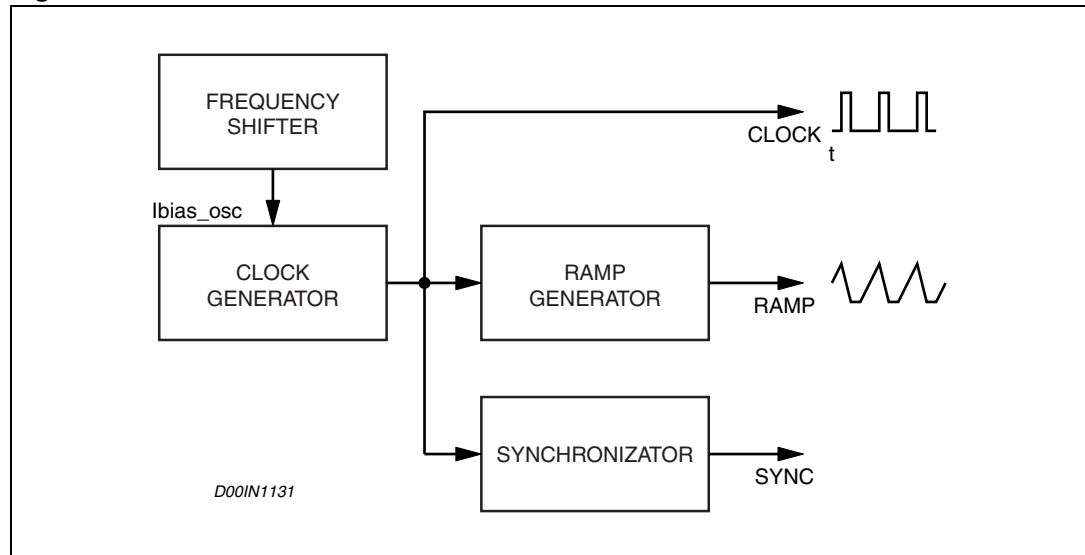 FREQUENCY
SHIFTER
CLOCK
t
Ibias_osc
CLOCK
GENERATOR
RAMP
GENERATOR
RAMP
SYNCHRONIZATOR
SYNC
D00IN1131